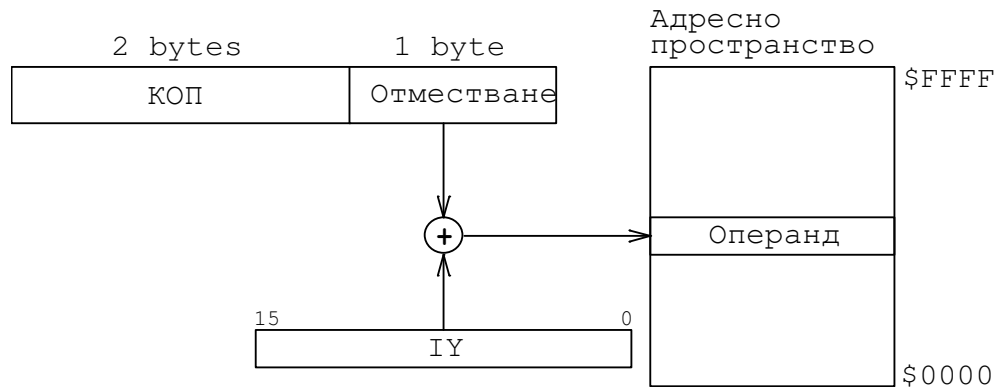 Адресно
пространство
2 bytes
1 byte
КОП
Отместване
$FFFF
+
Операнд
15
0
IY
$0000